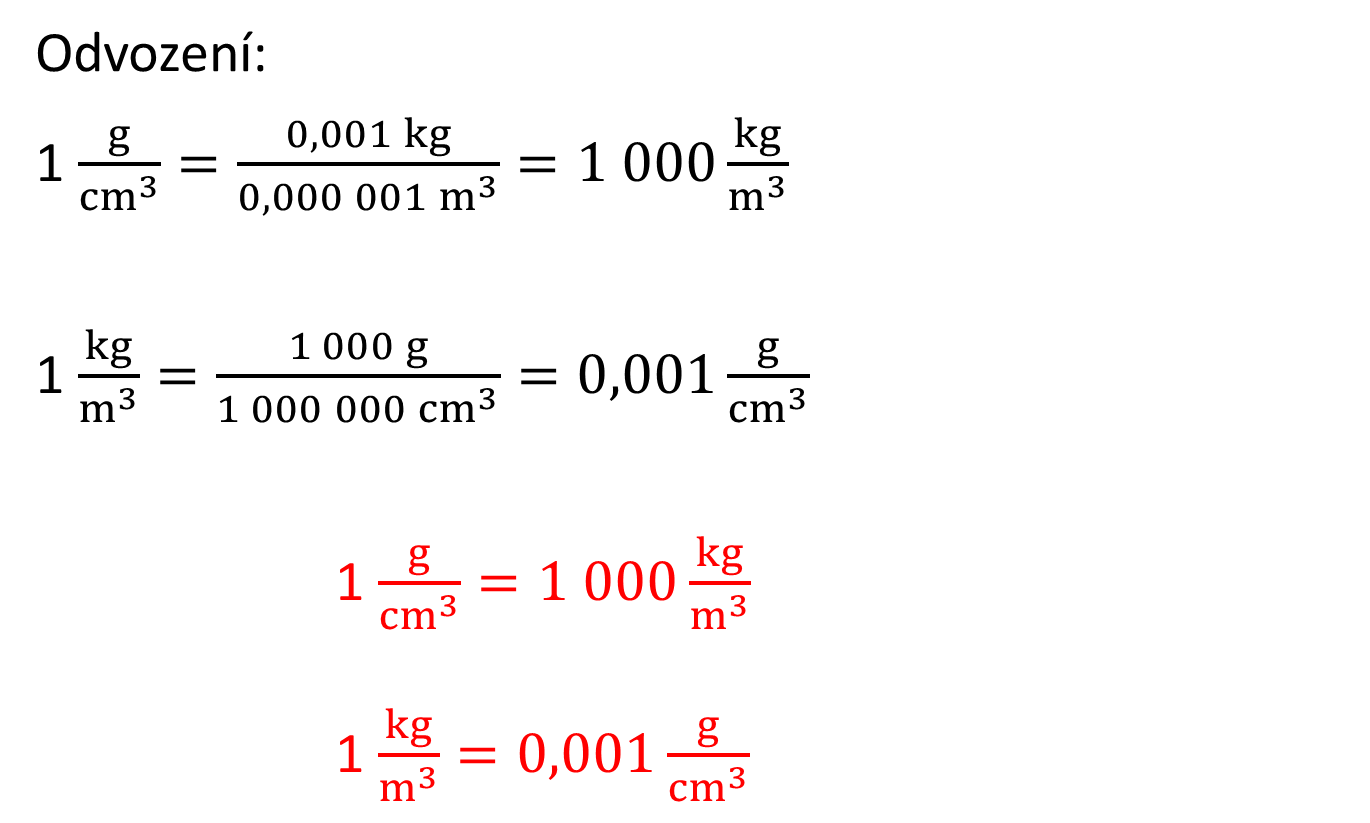 Odvození:
1 g/cm³ = 0,001 kg/0,000 001 m³ = 1 000 kg/m³
1 kg/m³ = 1 000 g/1 000 000 cm³ = 0,001 g/cm³
1 g/cm³ = 1 000 kg/m³
1 kg/m³ = 0,001 g/cm³